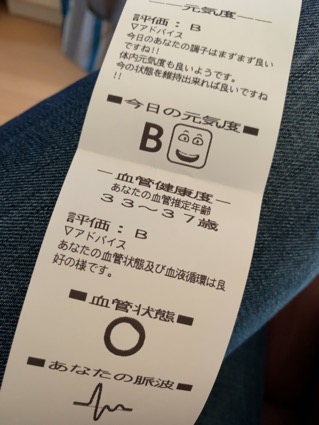 ――元気度――
評価：B
▽アドバイス
今日のあなたの調子はまずまず良い
ですね!!
体内元気度も良いようです。
今の状態を維持出来れば良いですね
!!
■今日の元気度■
B
―血管健康度―
あなたの血管推定年齢
33～37歳
評価：B
▽アドバイス
あなたの血管状態及び血液循環は良
好の様です。
■血管状態■
■あなたの脈波■